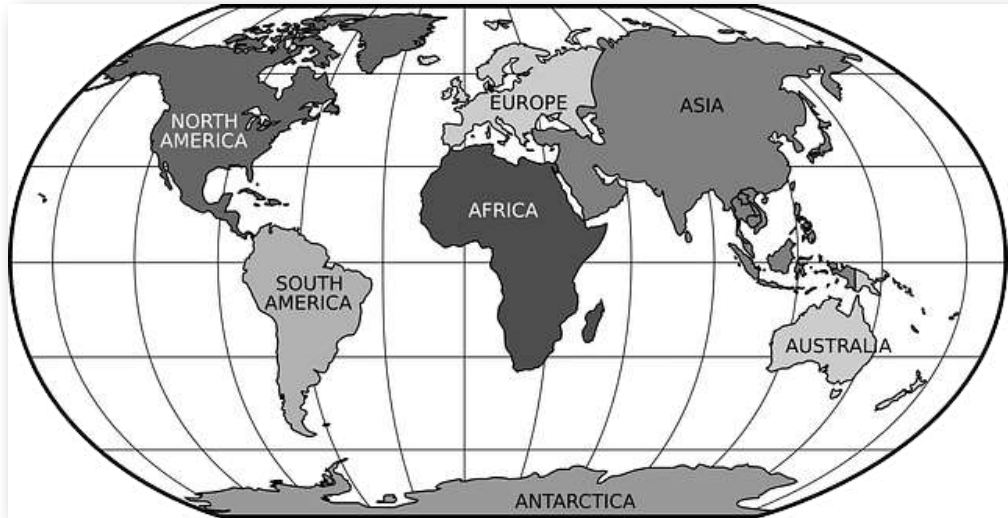 NORTH
AMERICA
EUROPE
ASIA
AFRICA
SOUTH
AMERICA
AUSTRALIA
ANTARCTICA